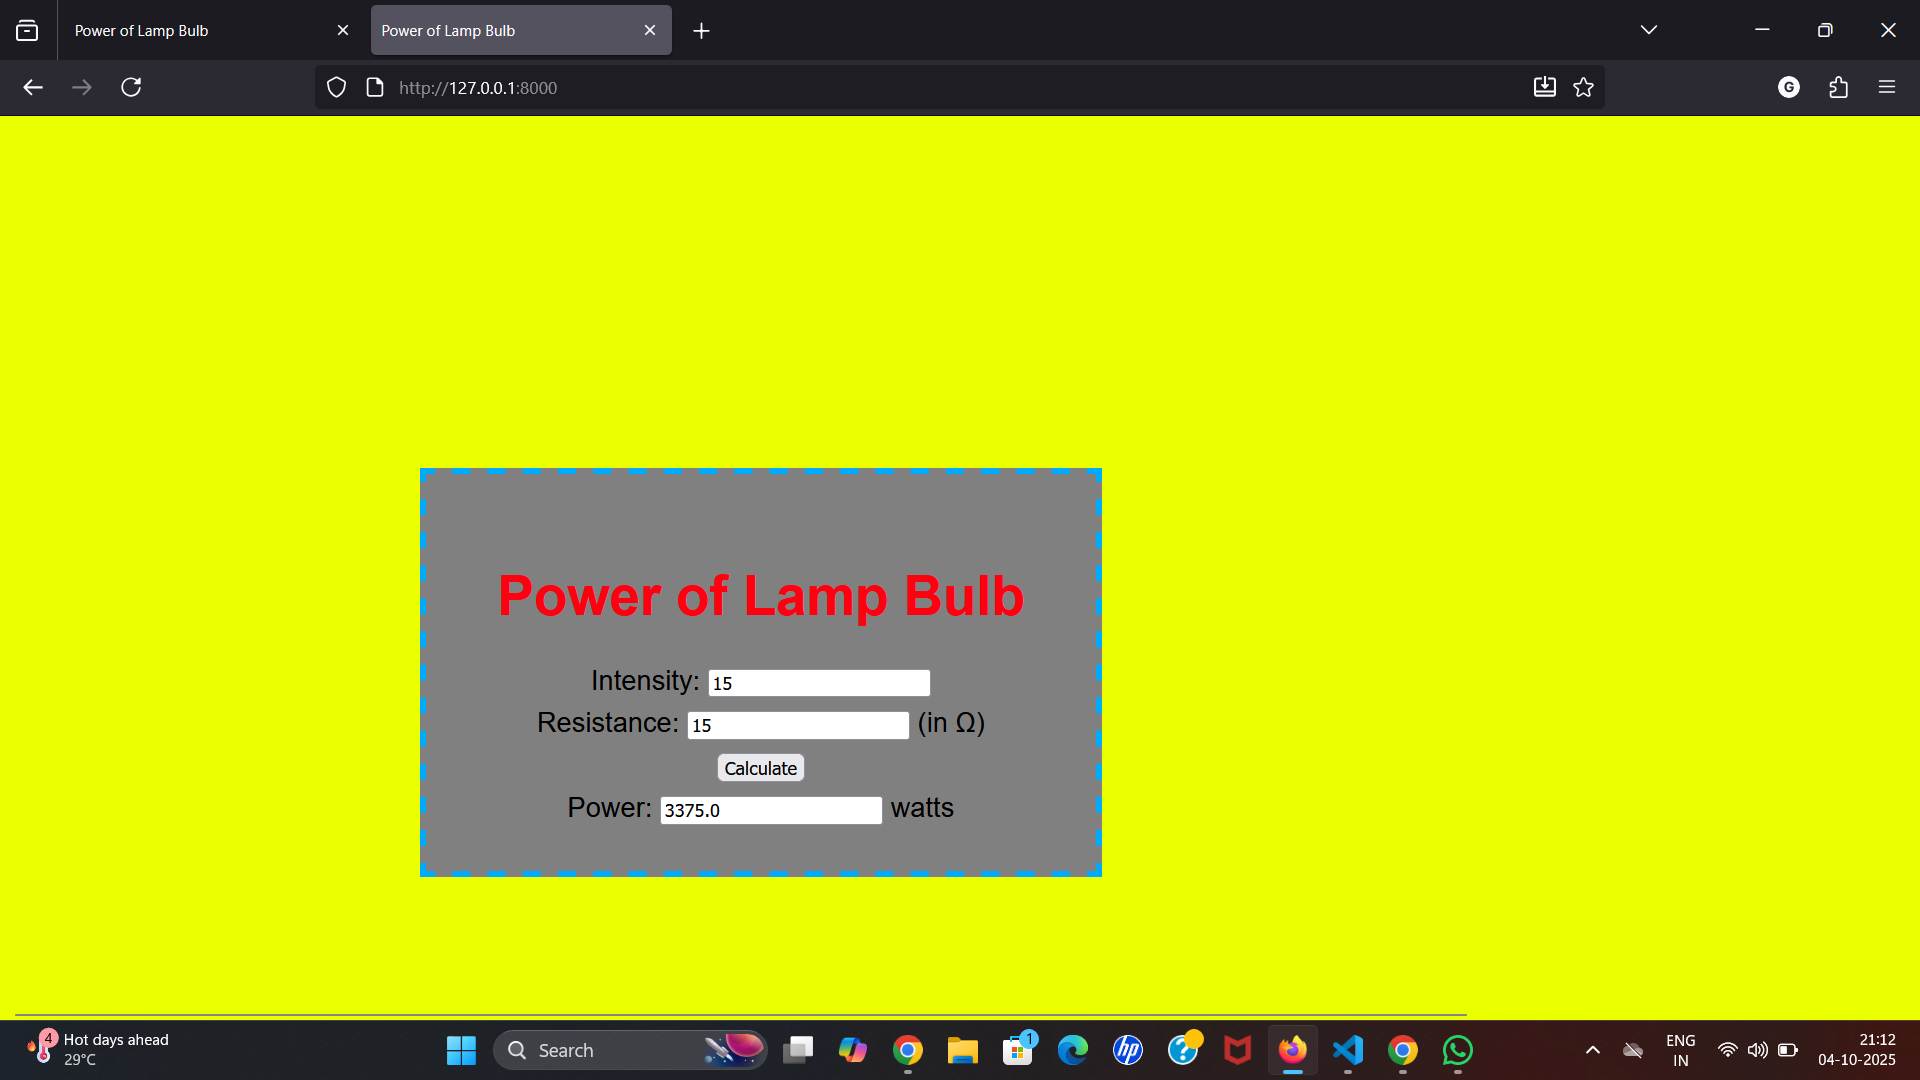 Power of Lamp Bulb
Power of Lamp Bulb
http://127.0.0.1:8000
G
Power of Lamp Bulb
Intensity: 15
Resistance: 15 (in Ω)
Calculate
Power: 3375.0 watts
4
Hot days ahead
29°C
Search
1
hp
?
ENG
IN
21:12
04-10-2025